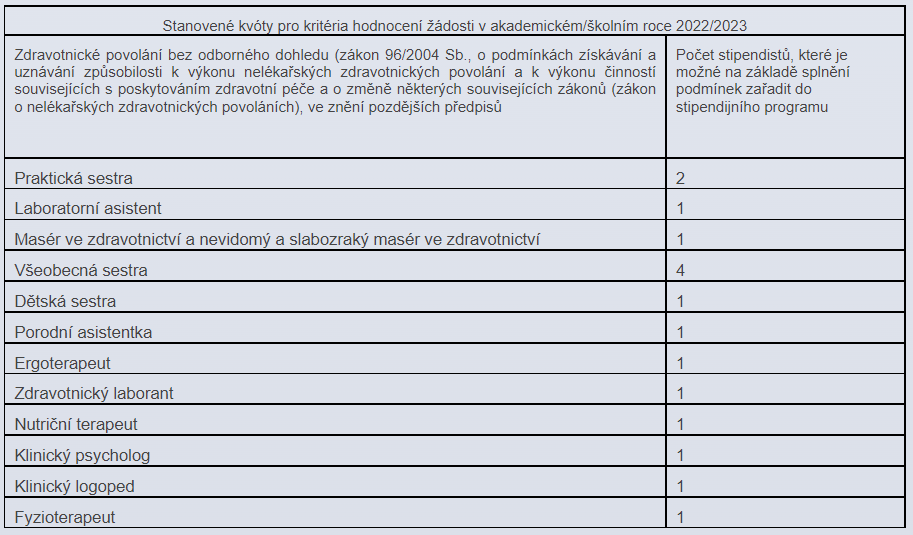 Stanovené kvóty pro kritéria hodnocení žádosti v akademickém/školním roce 2022/2023
Zdravotnické povolání bez odborného dohledu (zákon 96/2004 Sb., o podmínkách získávání a
uznávání způsobilosti k výkonu nelékařských zdravotnických povolání a k výkonu činností
souvisejících s poskytováním zdravotní péče a o změně některých souvisejících zákonů (zákon
o nelékařských zdravotnických povoláních), ve znění pozdějších předpisů
Počet stipendistů, které je
možné na základě splnění
podmínek zařadit do
stipendijního programu
Praktická sestra 2
Laboratorní asistent 1
Masér ve zdravotnictví a nevidomý a slabozraký masér ve zdravotnictví 1
Všeobecná sestra 4
Dětská sestra 1
Porodní asistentka 1
Ergoterapeut 1
Zdravotnický laborant 1
Nutriční terapeut 1
Klinický psycholog 1
Klinický logoped 1
Fyzioterapeut 1